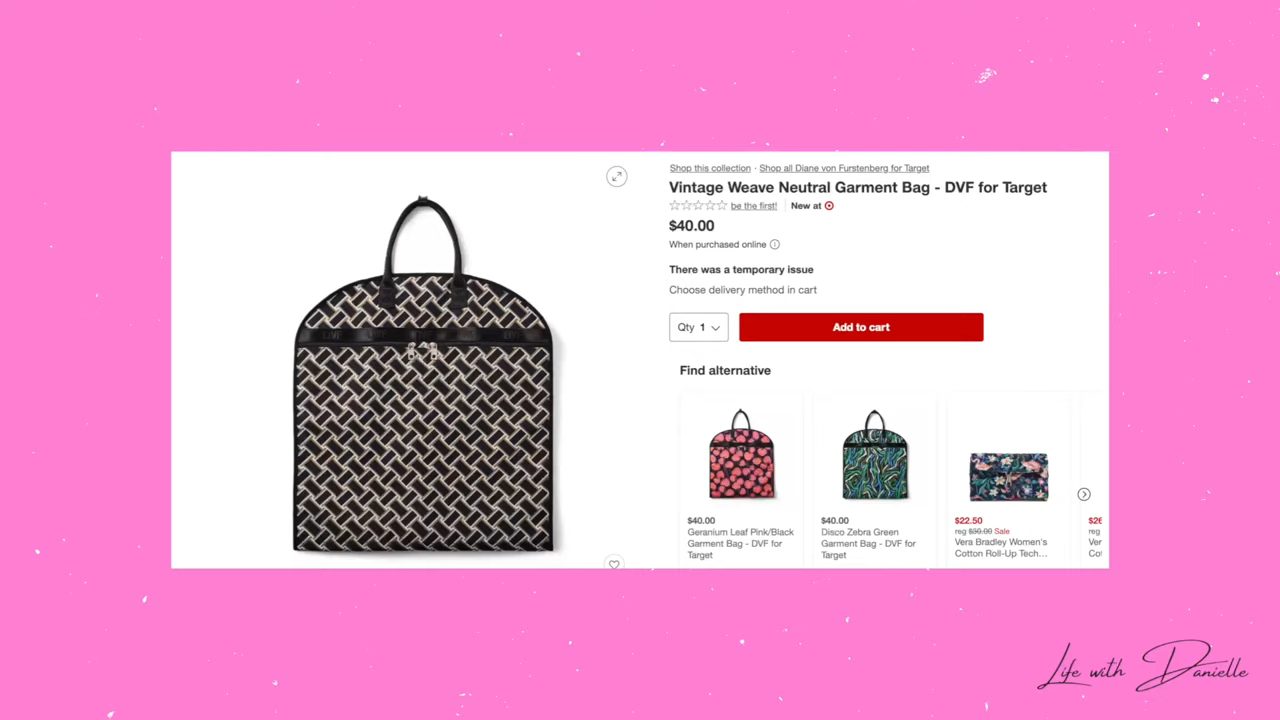 Shop this collection · Shop all Diane von Furstenberg for Target
Vintage Weave Neutral Garment Bag - DVF for Target
be the first! New at
$40.00
When purchased online
There was a temporary issue
Choose delivery method in cart
Qty 1
Add to cart
Find alternative
$40.00
Geranium Leaf Pink/Black
Garment Bag - DVF for
Target
$40.00
Disco Zebra Green
Garment Bag - DVF for
Target
$22.50
reg $30.00 Sale
Vera Bradley Women's
Cotton Roll-Up Tech...
$26
reg
Ver
Cot
Life with Danielle